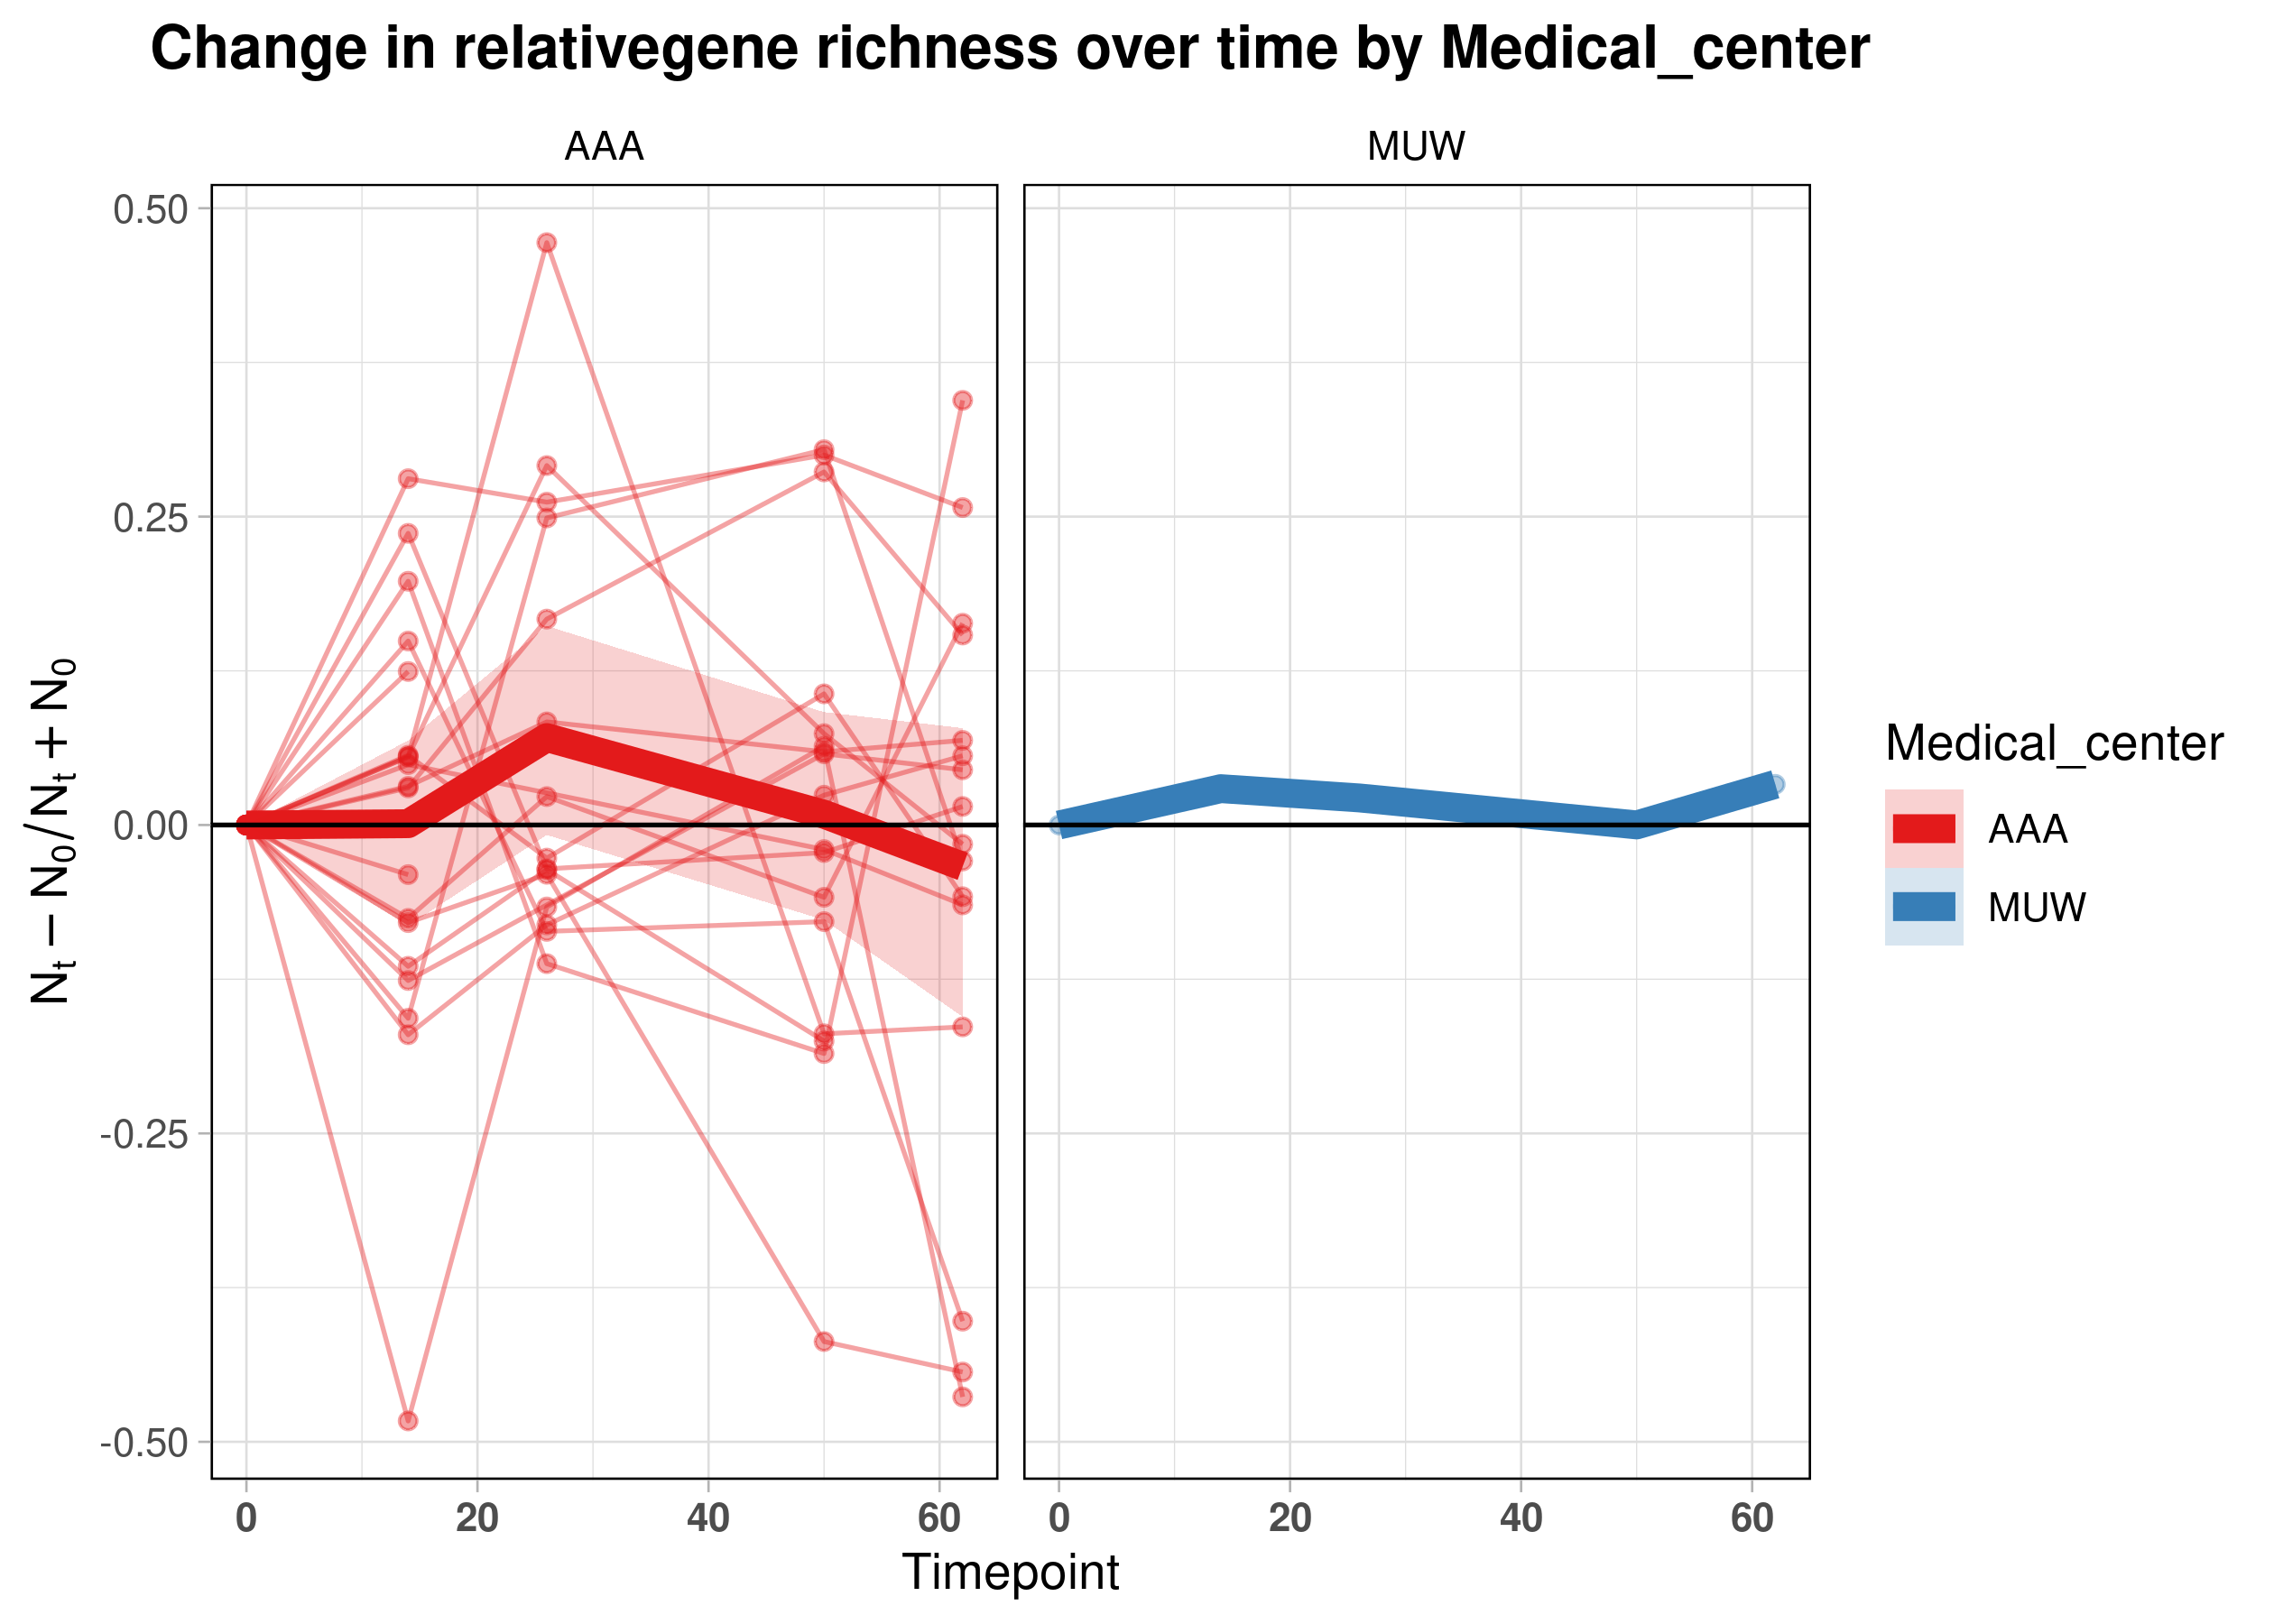 Change in relativegene richness over time by Medical_center
AAA
MUW
0.50
0.25
0.00
-0.25
-0.50
Nt − N0/Nt + N0
0 20 40 60
0 20 40 60
Timepoint
Medical_center
AAA
MUW